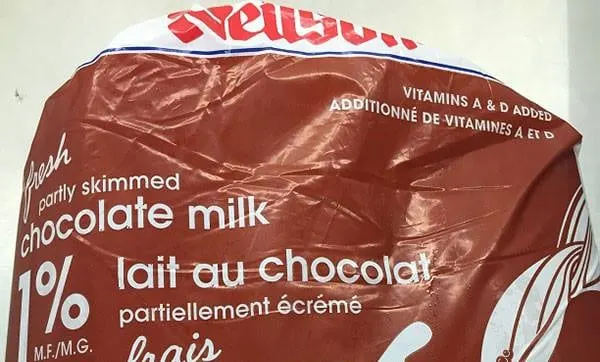 Neilson
VITAMINS A & D ADDED
ADDITIONNÉ DE VITAMINES A ET D
fresh
partly skimmed
chocolate milk
1%
M.F./M.G.
lait au chocolat
partiellement écrémé
frais